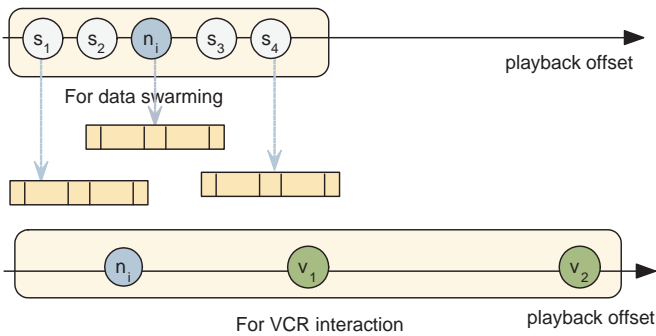 s1 s2 ni s3 s4
playback offset
For data swarming
ni v1 v2
For VCR interaction
playback offset